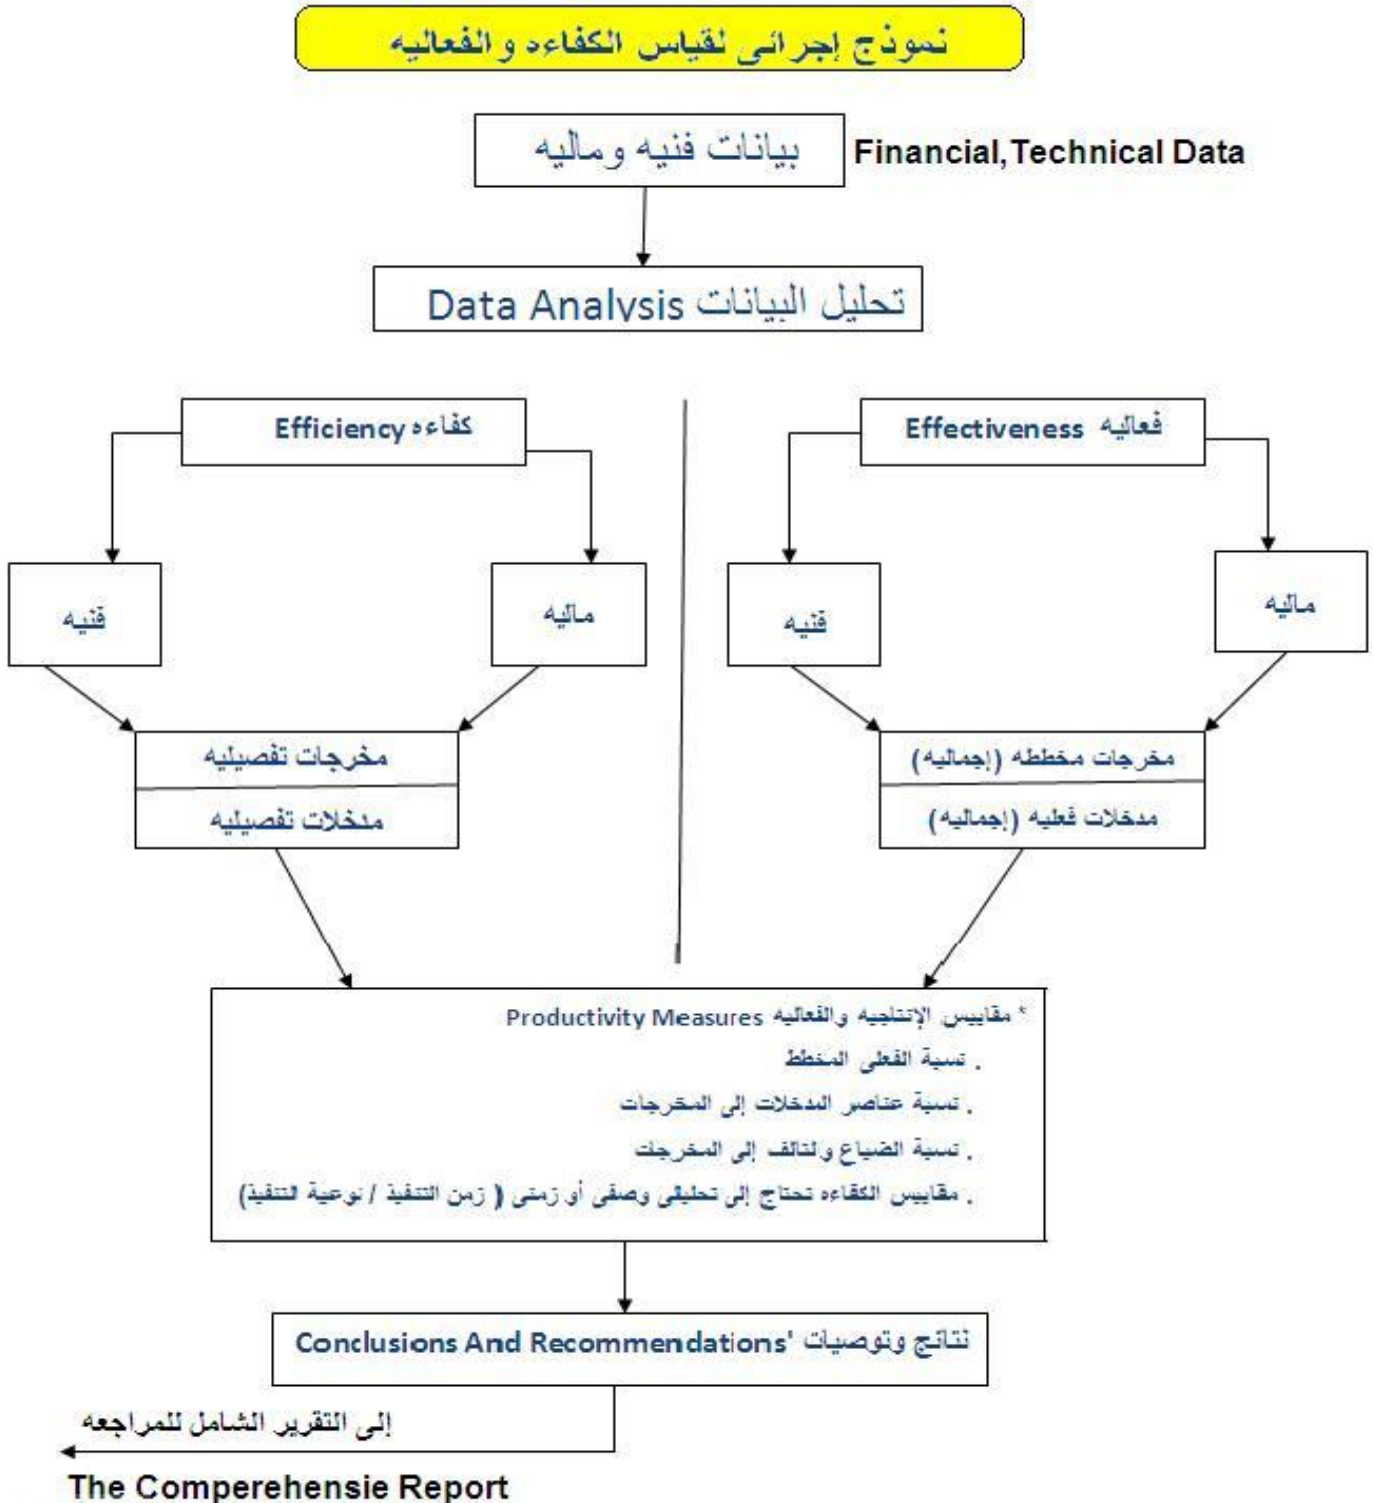 نموذج إجرائى لقياس الكفاءه والفعاليه
بيانات فنيه وماليه
Financial,Technical Data
تحليل البيانات Data Analysis
فعاليه Effectiveness
كفاءه Efficiency
ماليه
فنيه
ماليه
فنيه
مخرجات مخططه (إجماليه)
مدخلات فعليه (إجماليه)
مخرجات تفصيليه
مدخلات تفصيليه
* مقاييس الإنتاجيه والفعاليه Productivity Measures
. نسبة الفعلى المخطط
. نسبة عناصر المدخلات إلى المخرجات
. نسبة الضياع ولتالف إلى المخرجات
. مقاييس الكفاءه تحتاج إلى تحليلى وصفى أو زمنى ( زمن التنفيذ / نوعية التنفيذ)
نتائج وتوصيات 'Conclusions And Recommendations
إلى التقرير الشامل للمراجعه
The Comperehensie Report